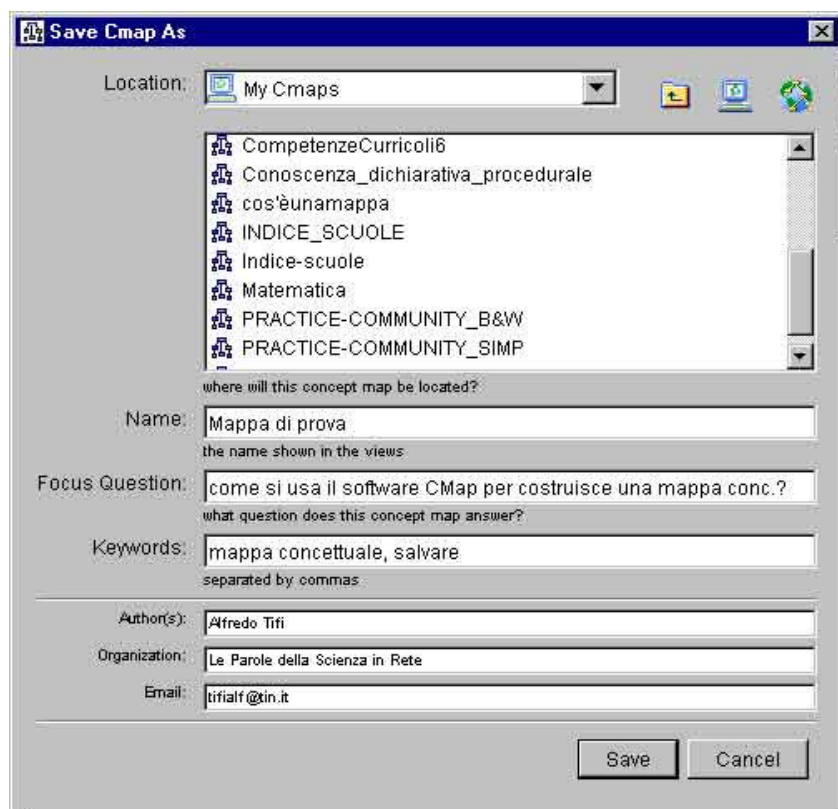 Save Cmap As
Location: My Cmaps
CompetenzeCurricoli6
Conoscenza_dichiarativa_procedurale
cos'èunamappa
INDICE_SCUOLE
Indice-scuole
Matematica
PRACTICE-COMMUNITY_B&W
PRACTICE-COMMUNITY_SIMP
where will this concept map be located?
Name: Mappa di prova
the name shown in the views
Focus Question: come si usa il software CMap per costruisce una mappa conc.?
what question does this concept map answer?
Keywords: mappa concettuale, salvare
separated by commas
Author(s): Alfredo Tifi
Organization: Le Parole della Scienza in Rete
Email: tifialf@tin.it
Save Cancel